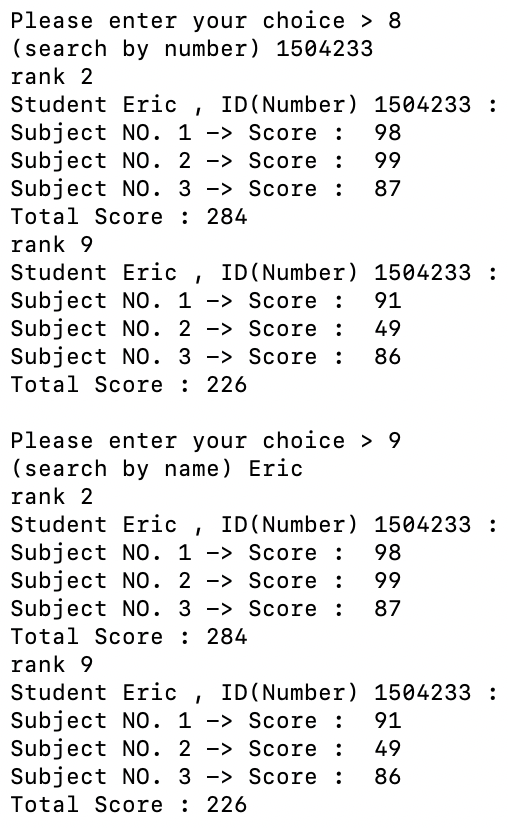 Please enter your choice > 8
(search by number) 1504233
rank 2
Student Eric , ID(Number) 1504233 :
Subject NO. 1 -> Score :  98
Subject NO. 2 -> Score :  99
Subject NO. 3 -> Score :  87
Total Score : 284
rank 9
Student Eric , ID(Number) 1504233 :
Subject NO. 1 -> Score :  91
Subject NO. 2 -> Score :  49
Subject NO. 3 -> Score :  86
Total Score : 226

Please enter your choice > 9
(search by name) Eric
rank 2
Student Eric , ID(Number) 1504233 :
Subject NO. 1 -> Score :  98
Subject NO. 2 -> Score :  99
Subject NO. 3 -> Score :  87
Total Score : 284
rank 9
Student Eric , ID(Number) 1504233 :
Subject NO. 1 -> Score :  91
Subject NO. 2 -> Score :  49
Subject NO. 3 -> Score :  86
Total Score : 226